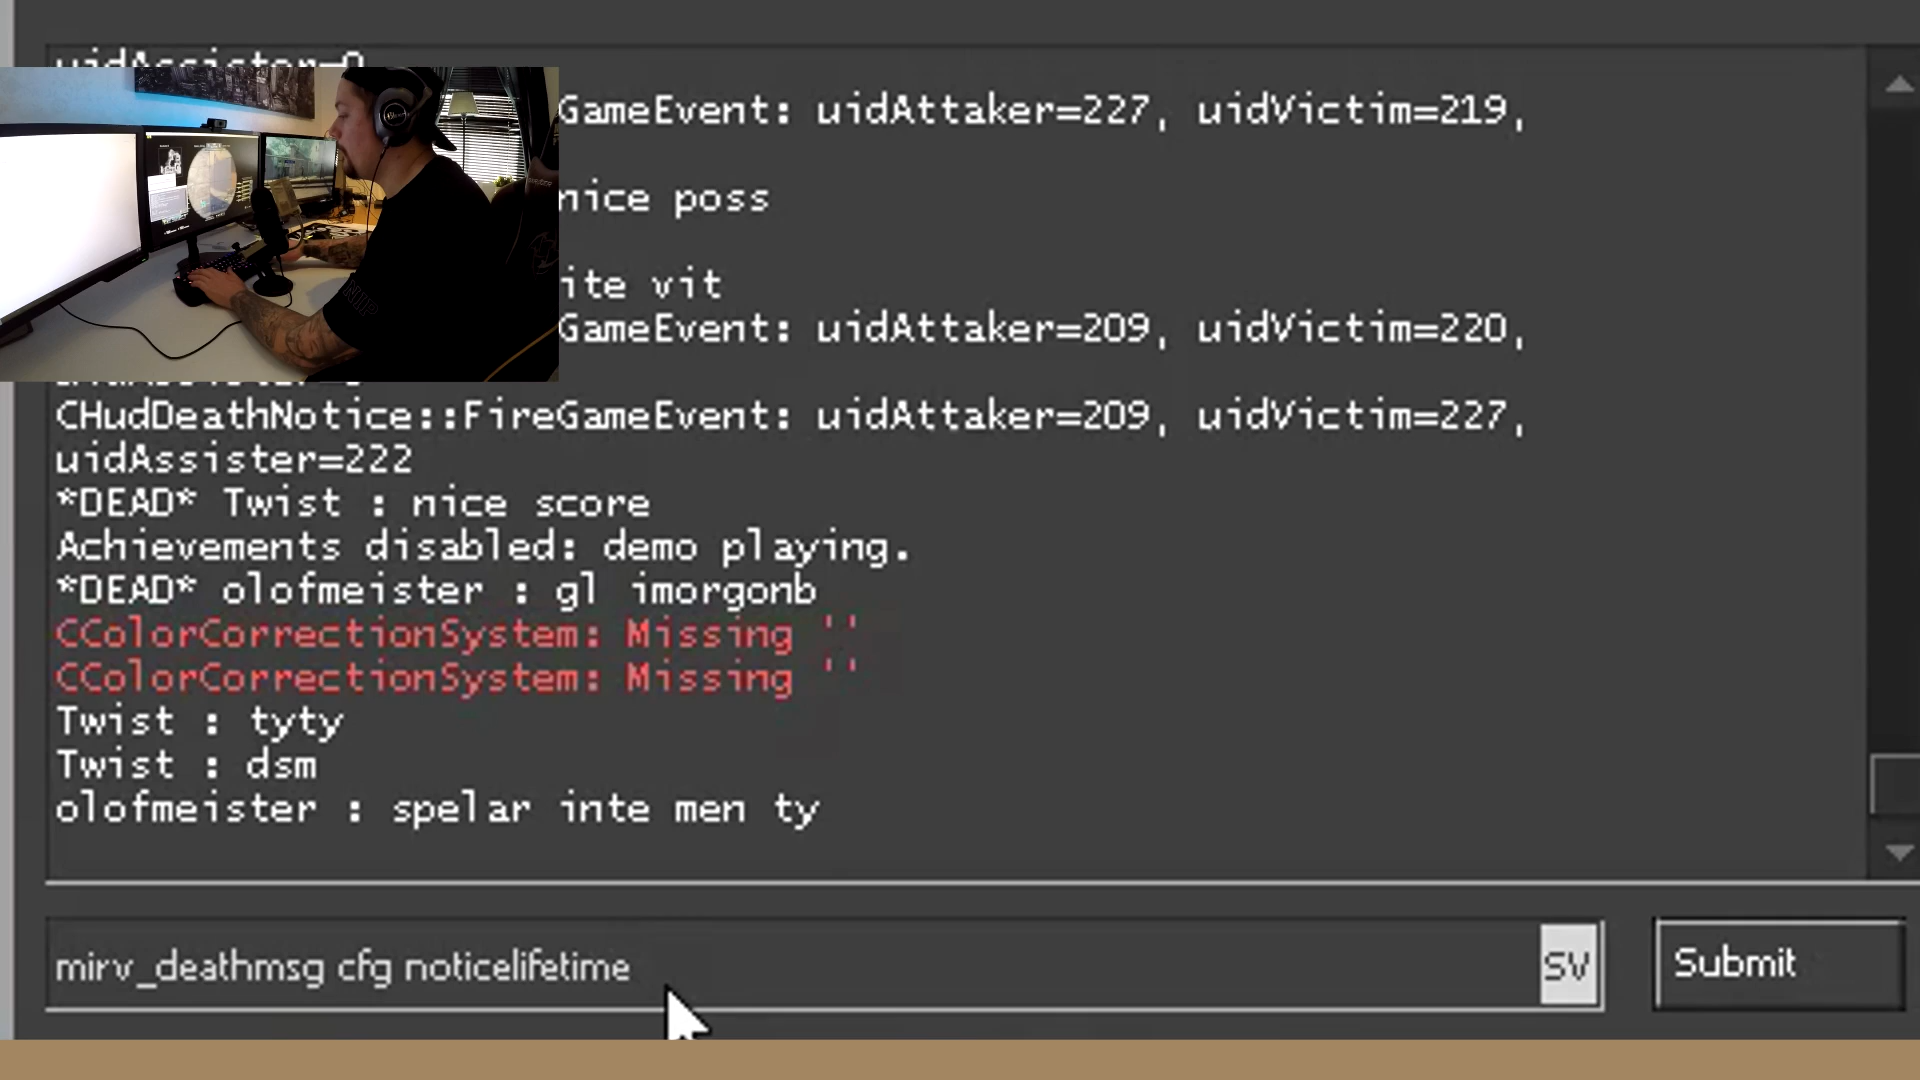 uidAssister=0
GameEvent: uidAttaker=227, uidVictim=219,
nice poss
ite vit
GameEvent: uidAttaker=209, uidVictim=220,
CHudDeathNotice::FireGameEvent: uidAttaker=209, uidVictim=227,
uidAssister=222
*DEAD* Twist : nice score
Achievements disabled: demo playing.
*DEAD* olofmeister : gl imorgonb
CColorCorrectionSystem: Missing ''
CColorCorrectionSystem: Missing ''
Twist : tyty
Twist : dsm
olofmeister : spelar inte men ty
mirv_deathmsg cfg noticelifetime
SV
Submit